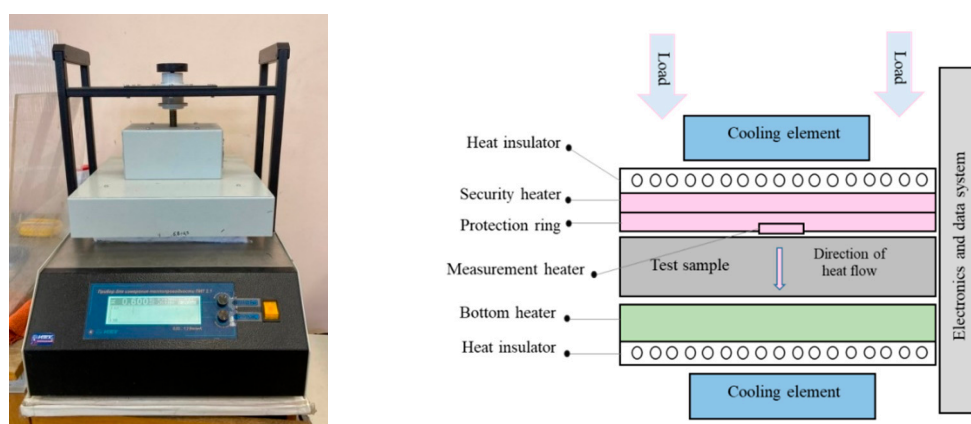 Load
Load
Cooling element
Heat insulator
Security heater
Protection ring
Measurement heater
Test sample
Direction of
heat flow
Bottom heater
Heat insulator
Cooling element
Electronics and data system